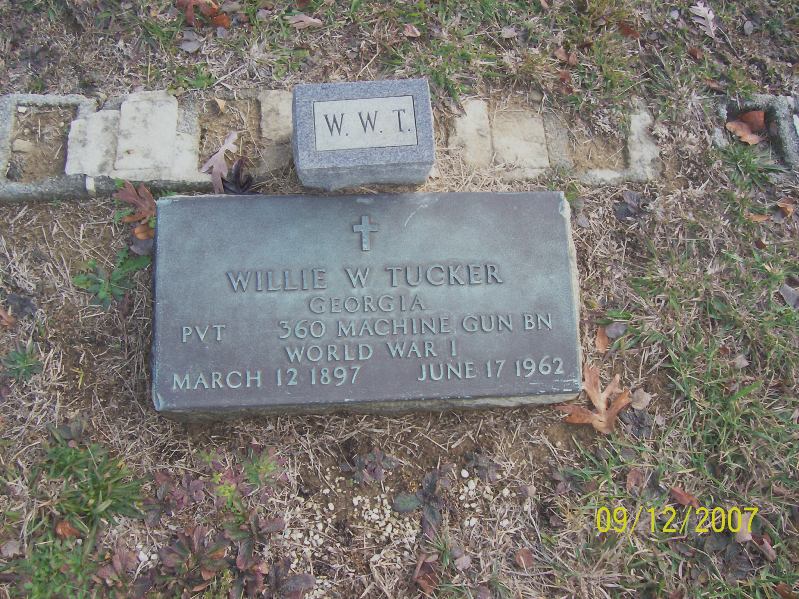 W.W.T.
WILLIE W TUCKER
GEORGIA
PVT 360 MACHINE GUN BN
WORLD WAR I
MARCH 12 1897 JUNE 17 1962
09/12/2007